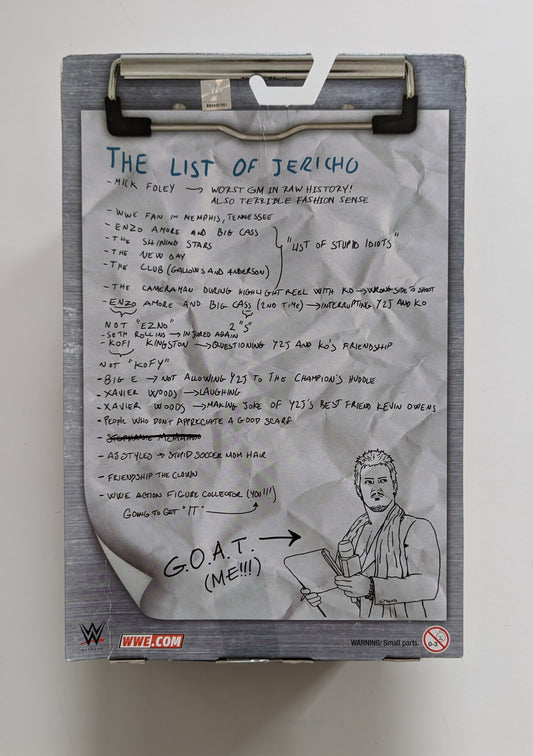 THE LIST OF JERICHO
- MICK FOLEY → WORST GM IN RAW HISTORY!
ALSO TERRIBLE FASHION SENSE
- WWE FAN IN MEMPHIS, TENNESSEE
- ENZO AMORE AND BIG CASS
- THE SHINING STARS
- THE NEW DAY
- THE CLUB (GALLOWS AND ANDERSON)
"LIST OF STUPID IDIOTS"
- THE CAMERAMAN DURING HIGHLIGHT REEL WITH KO → WRONG SIDE TO SHOOT
- ENZO AMORE AND BIG CASS (2ND TIME) → INTERRUPTING Y2J AND KO
NOT "EZNO" 2 "S"
- SETH ROLLINS → INJURED AGAIN
- KOFI KINGSTON → QUESTIONING Y2J AND KO'S FRIENDSHIP
NOT "KOFY"
- BIG E → NOT ALLOWING Y2J TO THE CHAMPION'S HUDDLE
- XAVIER WOODS → LAUGHING
- XAVIER WOODS → MAKING JOKE OF Y2J'S BEST FRIEND KEVIN OWENS
- PEOPLE WHO DON'T APPRECIATE A GOOD SCARF
- STEPHANIE MCMAHON
- AJ STYLES → STUPID SOCCER MOM HAIR
- FRIENDSHIP THE CLOWN
- WWE ACTION FIGURE COLLECTOR (YOU!!!)
GOING TO GET "IT"
G.O.A.T. →
(ME!!!)
W
NETWORK
WWE.COM
WARNING: Small parts.
0-3